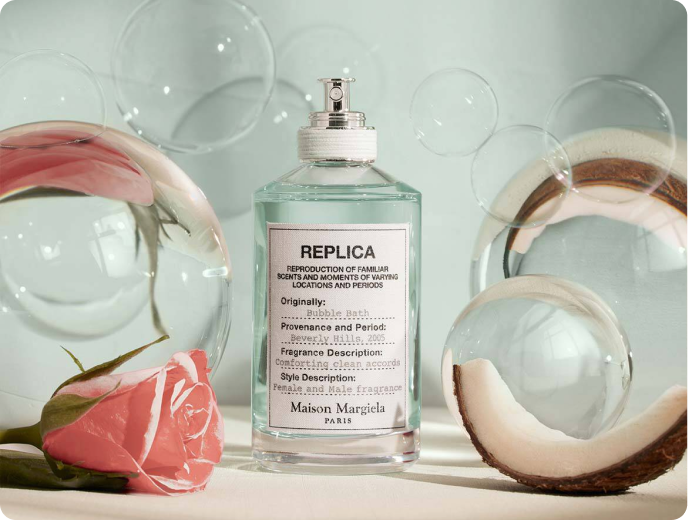 REPLICA
REPRODUCTION OF FAMILIAR
SCENTS AND MOMENTS OF VARYING
LOCATIONS AND PERIODS
Originally:
Bubble Bath
Provenance and Period:
Beverly Hills, 2005
Fragrance Description:
Comforting clean accords
Style Description:
Female and Male fragrance
Maison Margiela
PARIS